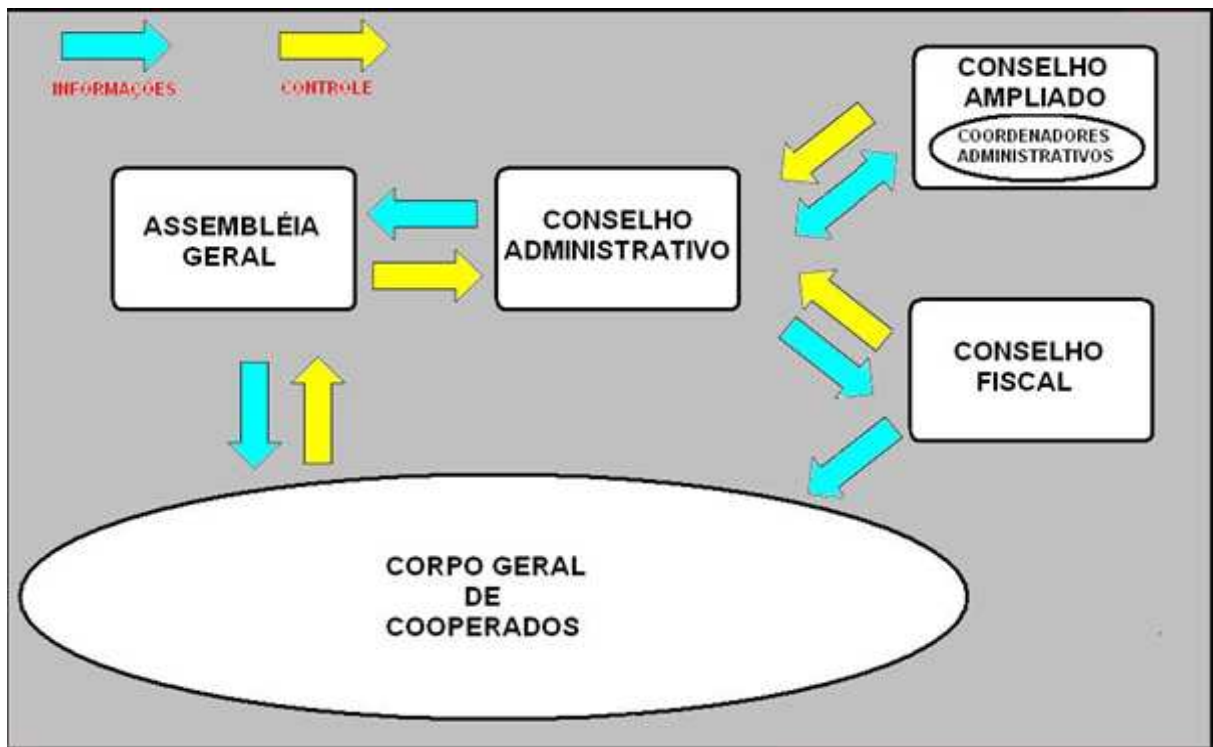 INFORMAÇÕES
CONTROLE
CONSELHO
AMPLIADO
COORDENADORES
ADMINISTRATIVOS
ASSEMBLÉIA
GERAL
CONSELHO
ADMINISTRATIVO
CONSELHO
FISCAL
CORPO GERAL
DE
COOPERADOS